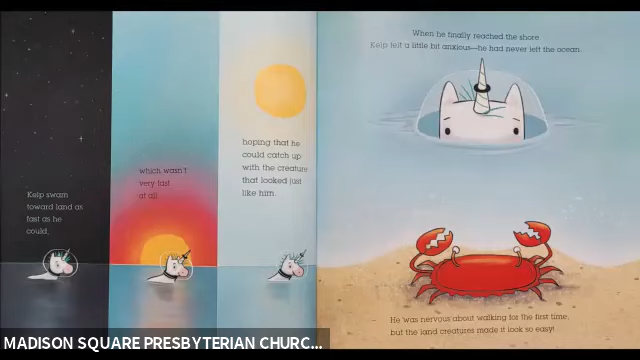 Kelp swam
toward land as
fast as he
could,
which wasn't
very fast
at all
hoping that he
could catch up
with the creature
that looked just
like him.
When he finally reached the shore,
Kelp felt a little bit anxious—he had never left the ocean.
He was nervous about walking for the first time,
but the land creatures made it look so easy!
MADISON SQUARE PRESBYTERIAN CHURC...